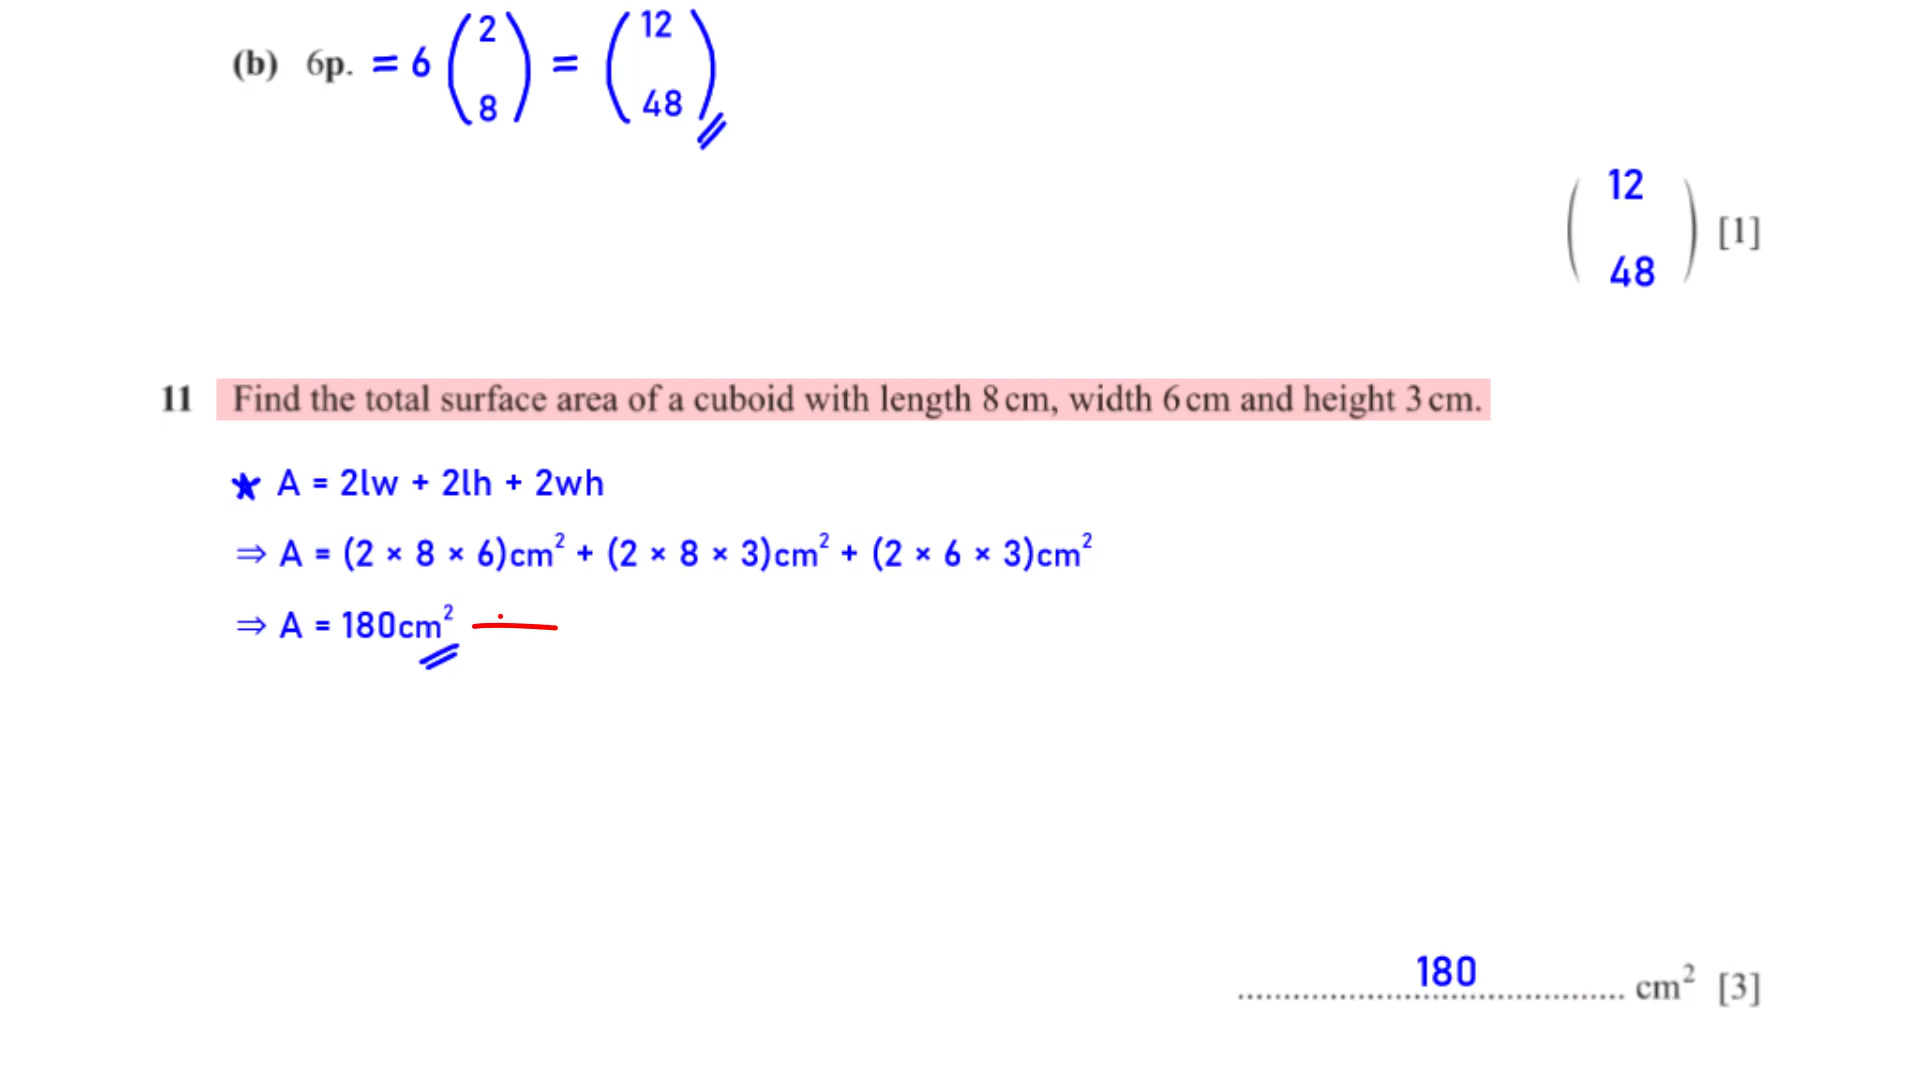 (b) 6p. = 6 (2 8) = (12 48)
(12 48) [1]
11 Find the total surface area of a cuboid with length 8 cm, width 6 cm and height 3 cm.
★ A = 2lw + 2lh + 2wh
⇒ A = (2 × 8 × 6)cm² + (2 × 8 × 3)cm² + (2 × 6 × 3)cm²
⇒ A = 180cm²
180 cm² [3]